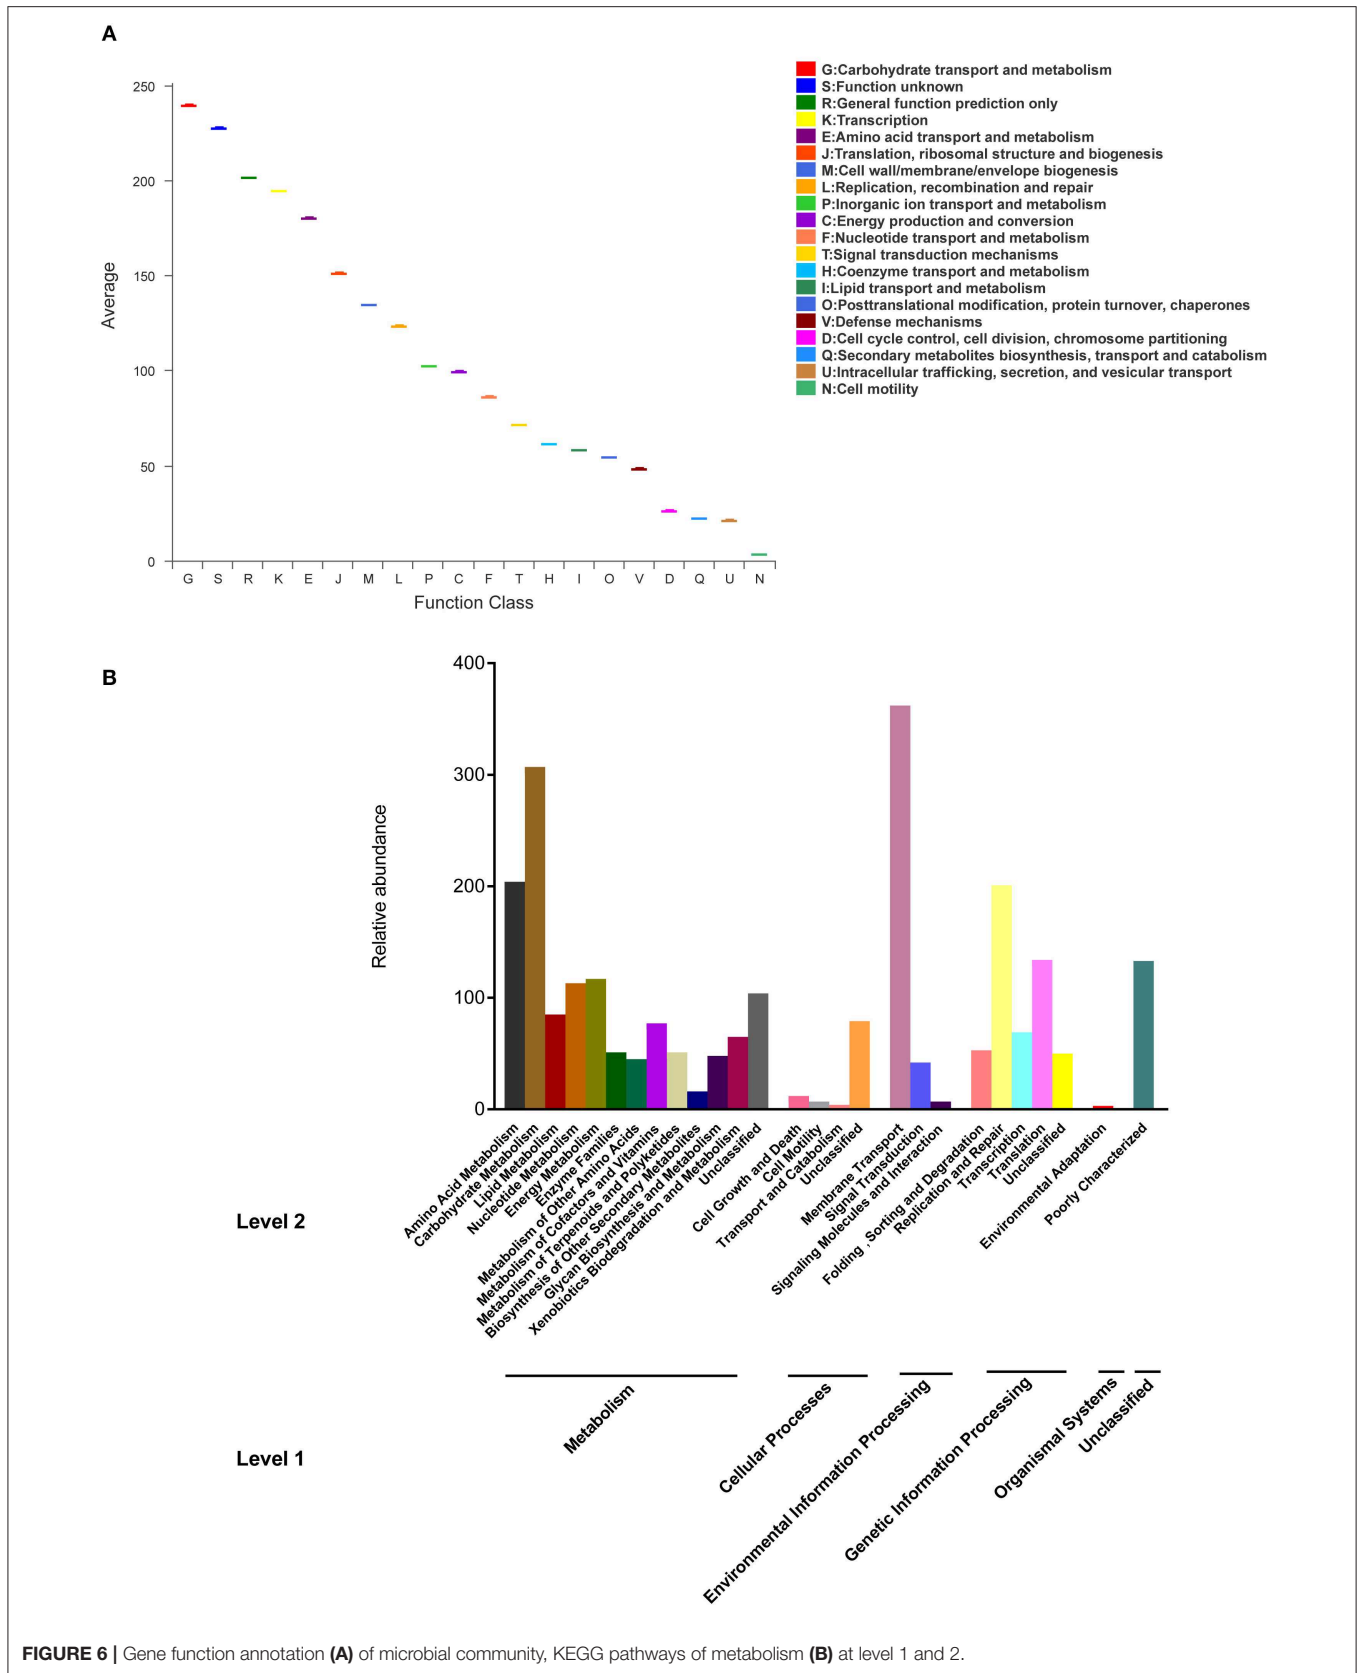 A
250
200
150
100
50
0
Average
G S R K E J M L P C F T H I O V D Q U N
Function Class
G:Carbohydrate transport and metabolism
S:Function unknown
R:General function prediction only
K:Transcription
E:Amino acid transport and metabolism
J:Translation, ribosomal structure and biogenesis
M:Cell wall/membrane/envelope biogenesis
L:Replication, recombination and repair
P:Inorganic ion transport and metabolism
C:Energy production and conversion
F:Nucleotide transport and metabolism
T:Signal transduction mechanisms
H:Coenzyme transport and metabolism
I:Lipid transport and metabolism
O:Posttranslational modification, protein turnover, chaperones
V:Defense mechanisms
D:Cell cycle control, cell division, chromosome partitioning
Q:Secondary metabolites biosynthesis, transport and catabolism
U:Intracellular trafficking, secretion, and vesicular transport
N:Cell motility
B
400
300
200
100
0
Relative abundance
Level 2
Amino Acid Metabolism
Carbohydrate Metabolism
Lipid Metabolism
Nucleotide Metabolism
Energy Metabolism
Enzyme Families
Metabolism of Other Amino Acids
Metabolism of Cofactors and Vitamins
Metabolism of Terpenoids and Polyketides
Biosynthesis of Other Secondary Metabolites
Glycan Biosynthesis and Metabolism
Xenobiotics Biodegradation and Metabolism
Unclassified
Cell Growth and Death
Cell Motility
Transport and Catabolism
Unclassified
Membrane Transport
Signal Transduction
Signaling Molecules and Interaction
Folding , Sorting and Degradation
Replication and Repair
Transcription
Translation
Unclassified
Environmental Adaptation
Poorly Characterized
Level 1
Metabolism
Cellular Processes
Environmental Information Processing
Genetic Information Processing
Organismal Systems
Unclassified
FIGURE 6 | Gene function annotation (A) of microbial community, KEGG pathways of metabolism (B) at level 1 and 2.